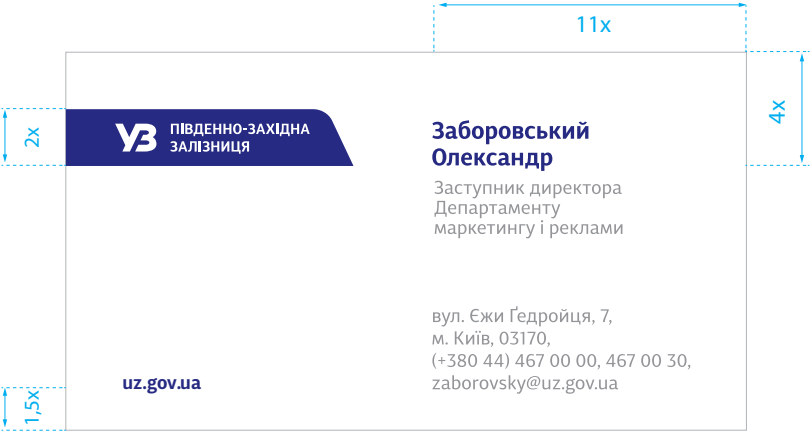 11x
4x
2x
УЗ
ПІВДЕННО-ЗАХІДНА
ЗАЛІЗНИЦЯ
Заборовський
Олександр
Заступник директора
Департаменту
маркетингу і реклами
вул. Єжи Ґедройця, 7,
м. Київ, 03170,
(+380 44) 467 00 00, 467 00 30,
zaborovsky@uz.gov.ua
uz.gov.ua
1,5x